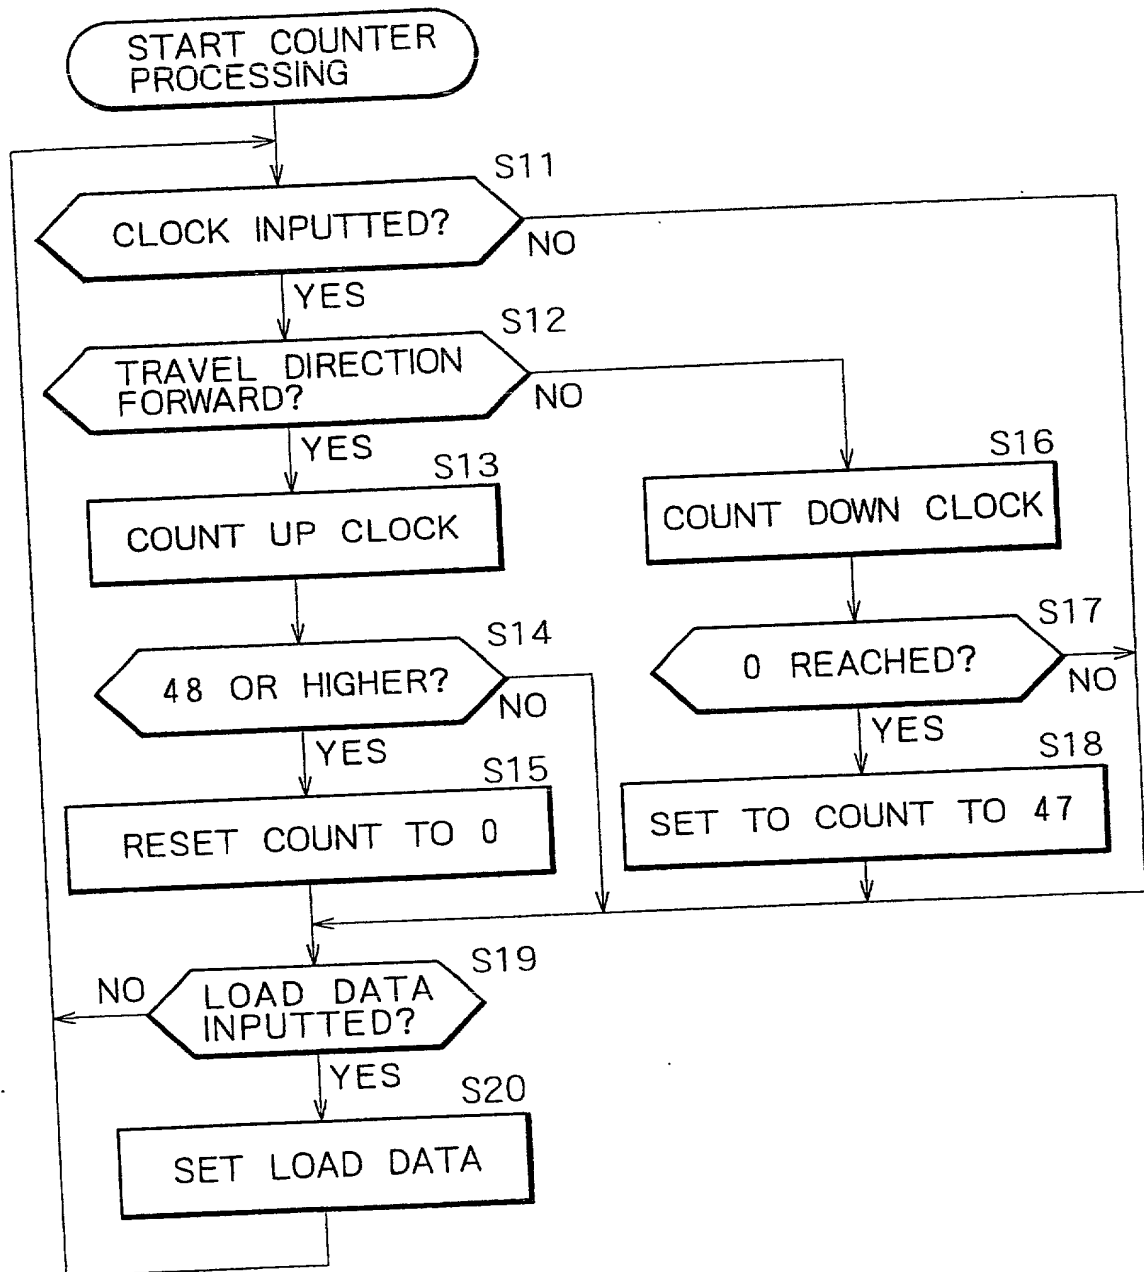 START COUNTER
PROCESSING
S11
CLOCK INPUTTED?
NO
YES
S12
TRAVEL DIRECTION
FORWARD?
NO
YES
S13
COUNT UP CLOCK
S16
COUNT DOWN CLOCK
S14
48 OR HIGHER?
NO
YES
S17
0 REACHED?
NO
YES
S15
RESET COUNT TO 0
S18
SET TO COUNT TO 47
S19
LOAD DATA
INPUTTED?
NO
YES
S20
SET LOAD DATA